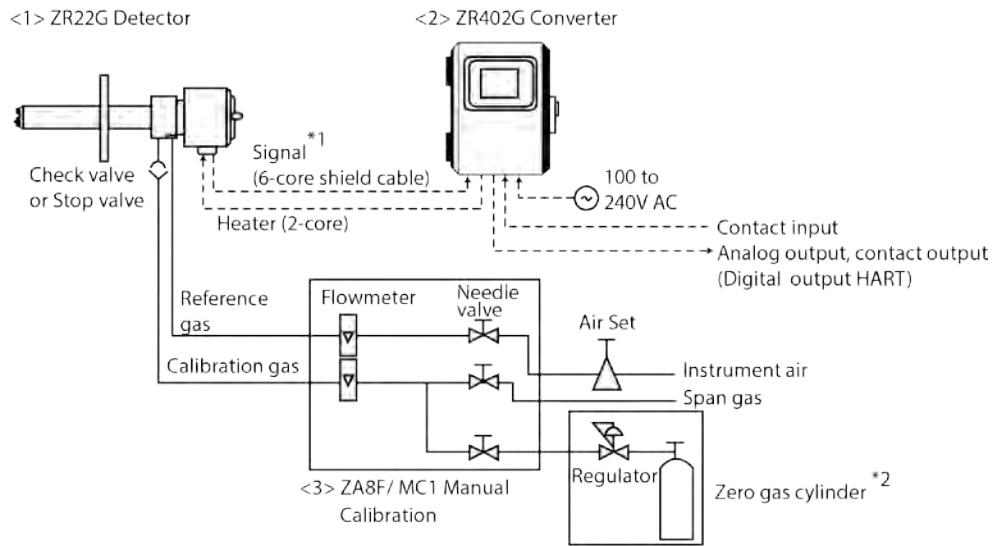 <1> ZR22G Detector
<2> ZR402G Converter
Check valve
or Stop valve
Signal *1
(6-core shield cable)
Heater (2-core)
100 to
240V AC
Contact input
Analog output, contact output
(Digital output HART)
Reference
gas
Flowmeter
Needle
valve
Air Set
Calibration gas
Instrument air
Span gas
Regulator
Zero gas cylinder *2
<3> ZA8F/ MC1 Manual
Calibration